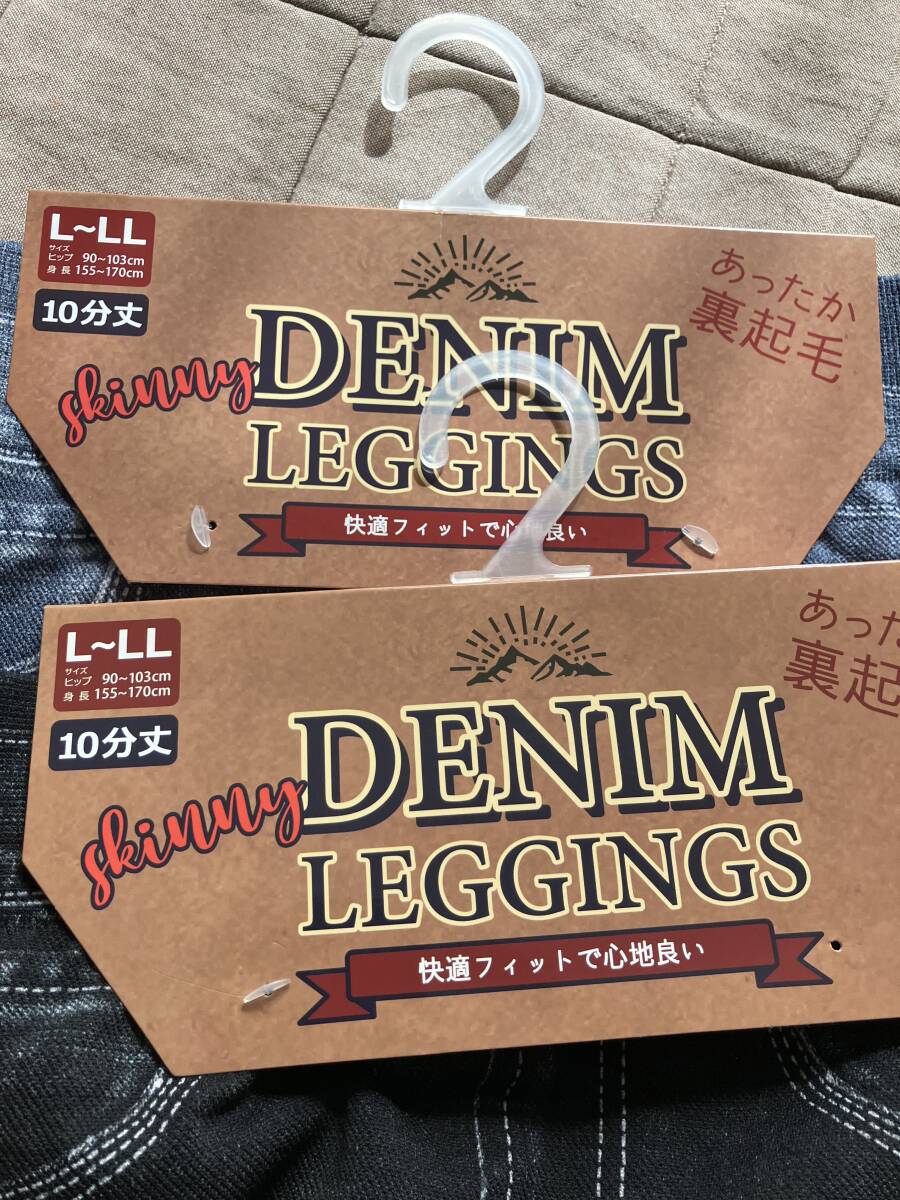 L~LL
サイズ
ヒップ 90~103cm
身長 155~170cm
10分丈
あったか
裏起毛
skinny
DENIM
LEGGINGS
快適フィットで心地良い
L~LL
サイズ
ヒップ 90~103cm
身長 155~170cm
10分丈
あった
裏起
skinny
DENIM
LEGGINGS
快適フィットで心地良い